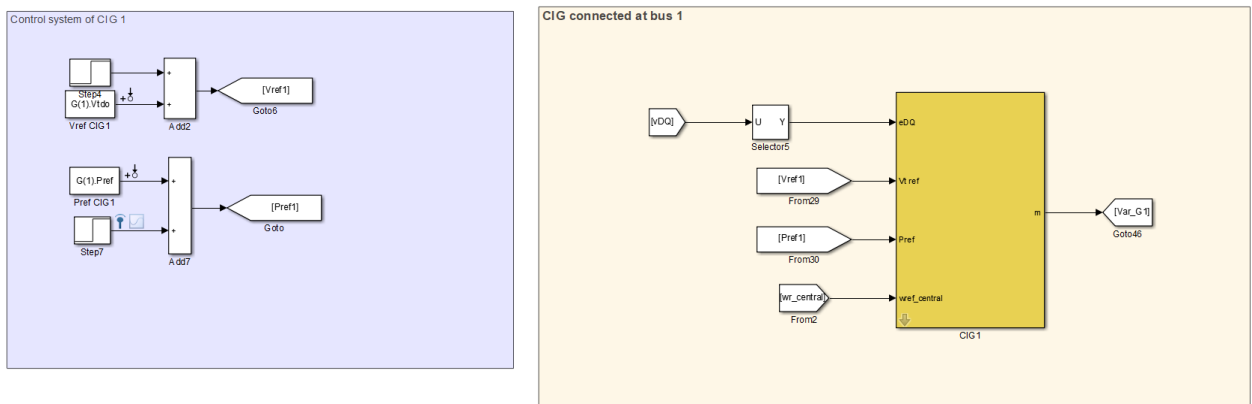 Control system of CIG 1
Step4
G(1).Vtdo
Vref CIG1
+
+
+
Add2
[Vref1]
Goto6
G(1).Pref
Pref CIG1
+
Step7
+
+
Add7
[Pref1]
Goto
CIG connected at bus 1
[vDQ]
U Y
Selector5
[Vref1]
From29
[Pref1]
From30
[wr_central]
From2
eDQ
Vt ref
Pref
wref_central
m
CIG1
[Var_G1]
Goto46